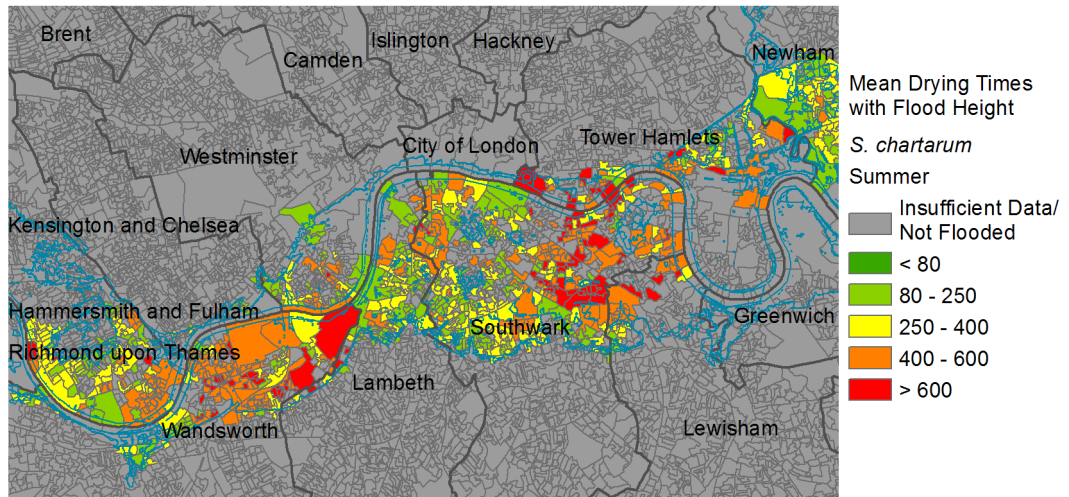 Brent
Camden
Islington
Hackney
Newham
Westminster
City of London
Tower Hamlets
Kensington and Chelsea
Hammersmith and Fulham
Richmond upon Thames
Southwark
Greenwich
Lambeth
Wandsworth
Lewisham
Mean Drying Times
with Flood Height
S. chartarum
Summer
Insufficient Data/
Not Flooded
< 80
80 - 250
250 - 400
400 - 600
> 600